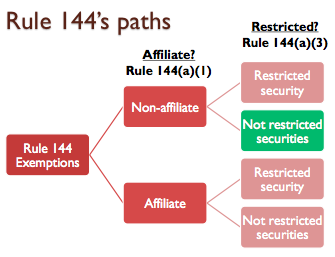 Rule 144's paths
Affiliate?
Rule 144(a)(1)
Restricted?
Rule 144(a)(3)
Rule 144
Exemptions
Non-affiliate
Restricted
security
Not restricted
securities
Affiliate
Restricted
security
Not restricted
securities